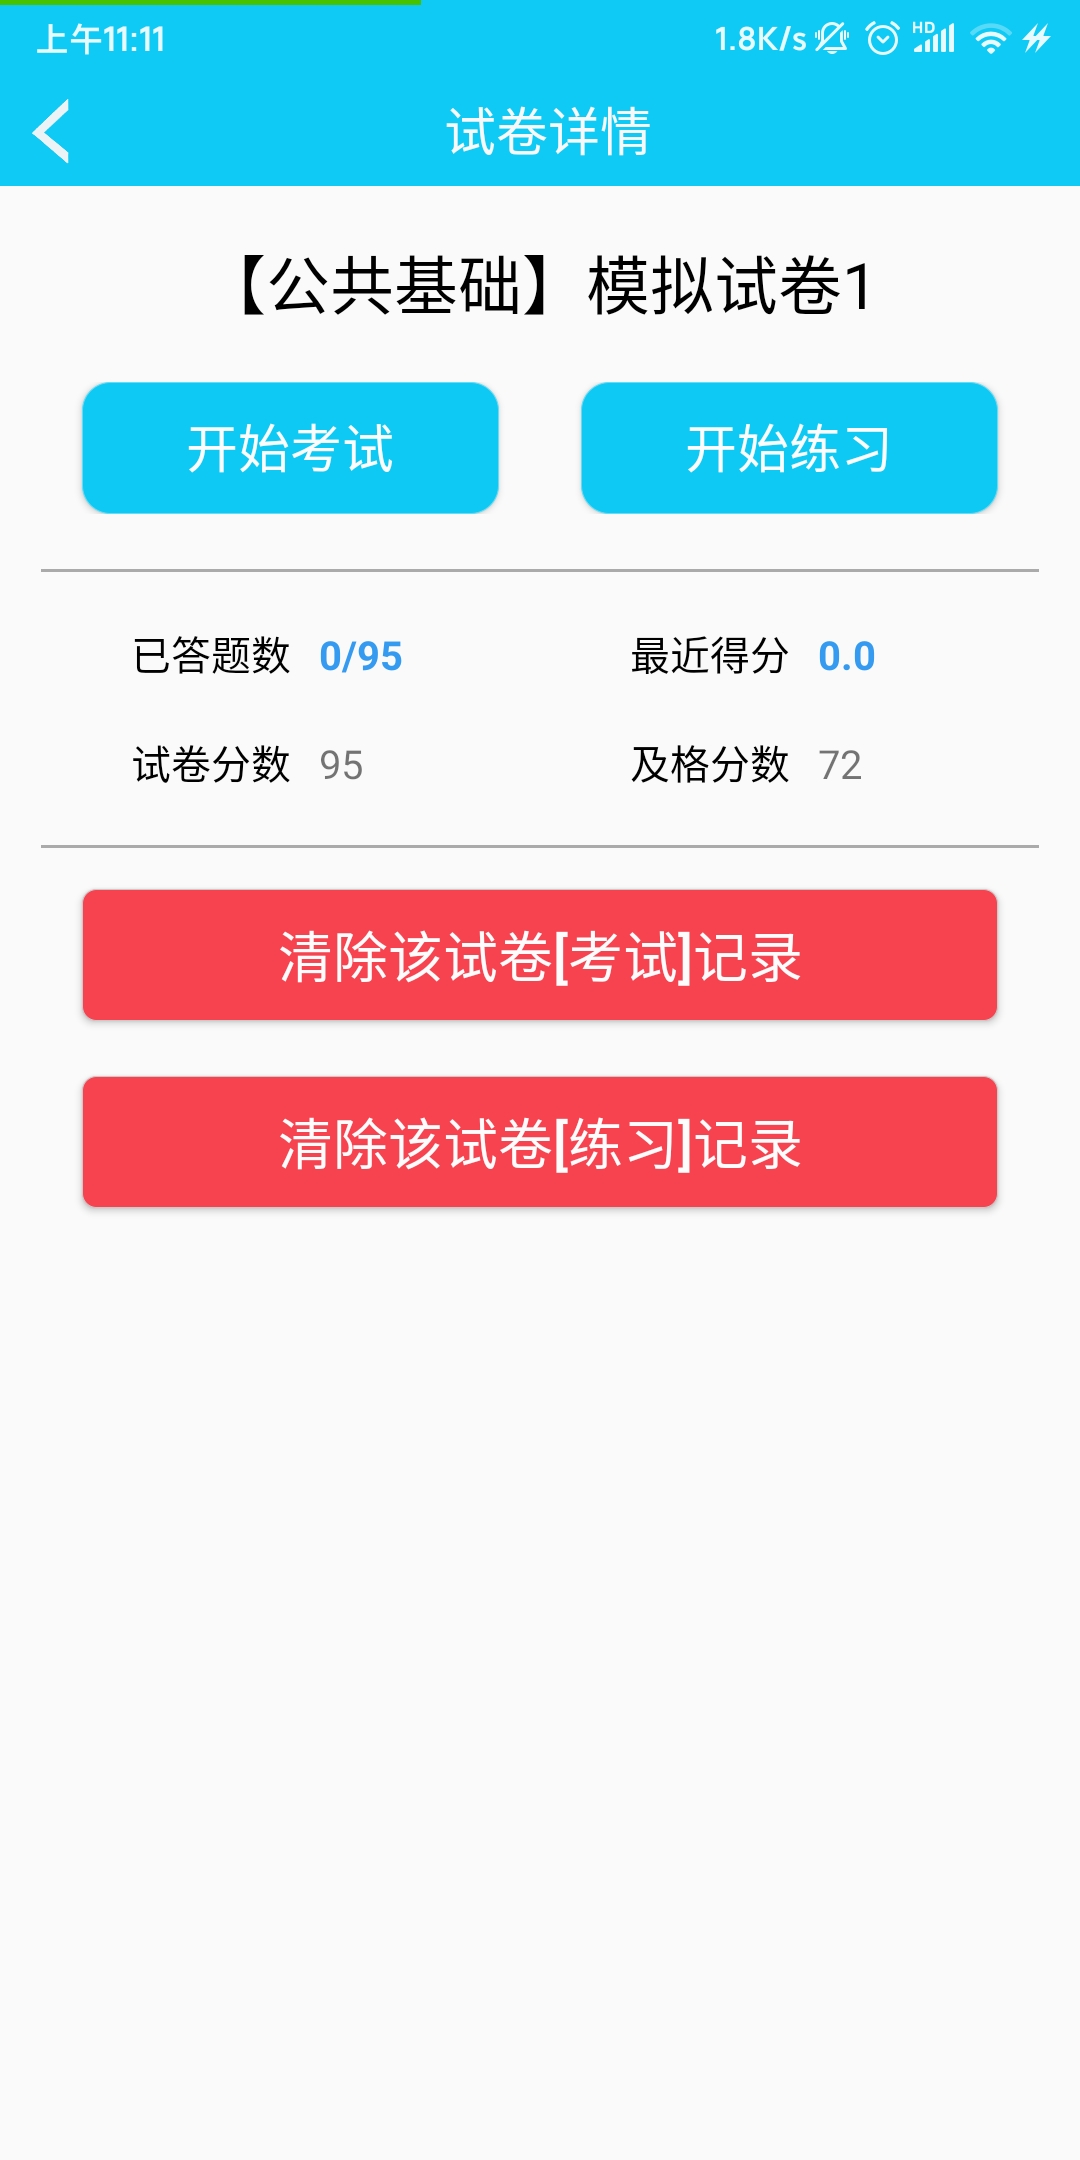 上午11:11 1.8K/s HD
试卷详情
【公共基础】模拟试卷1
开始考试 开始练习
已答题数 0/95 最近得分 0.0
试卷分数 95 及格分数 72
清除该试卷[考试]记录
清除该试卷[练习]记录